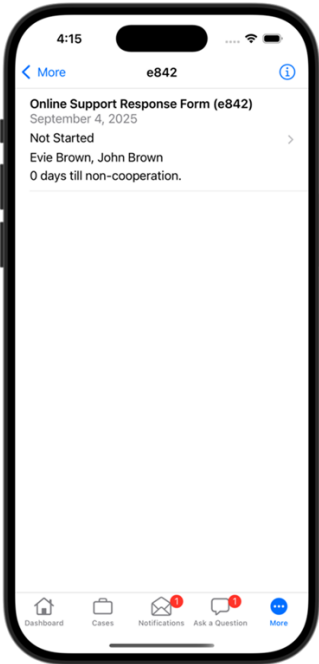 4:15
More
e842
Online Support Response Form (e842)
September 4, 2025
Not Started
Evie Brown, John Brown
0 days till non-cooperation.
1
1
Dashboard
Cases
Notifications
Ask a Question
More